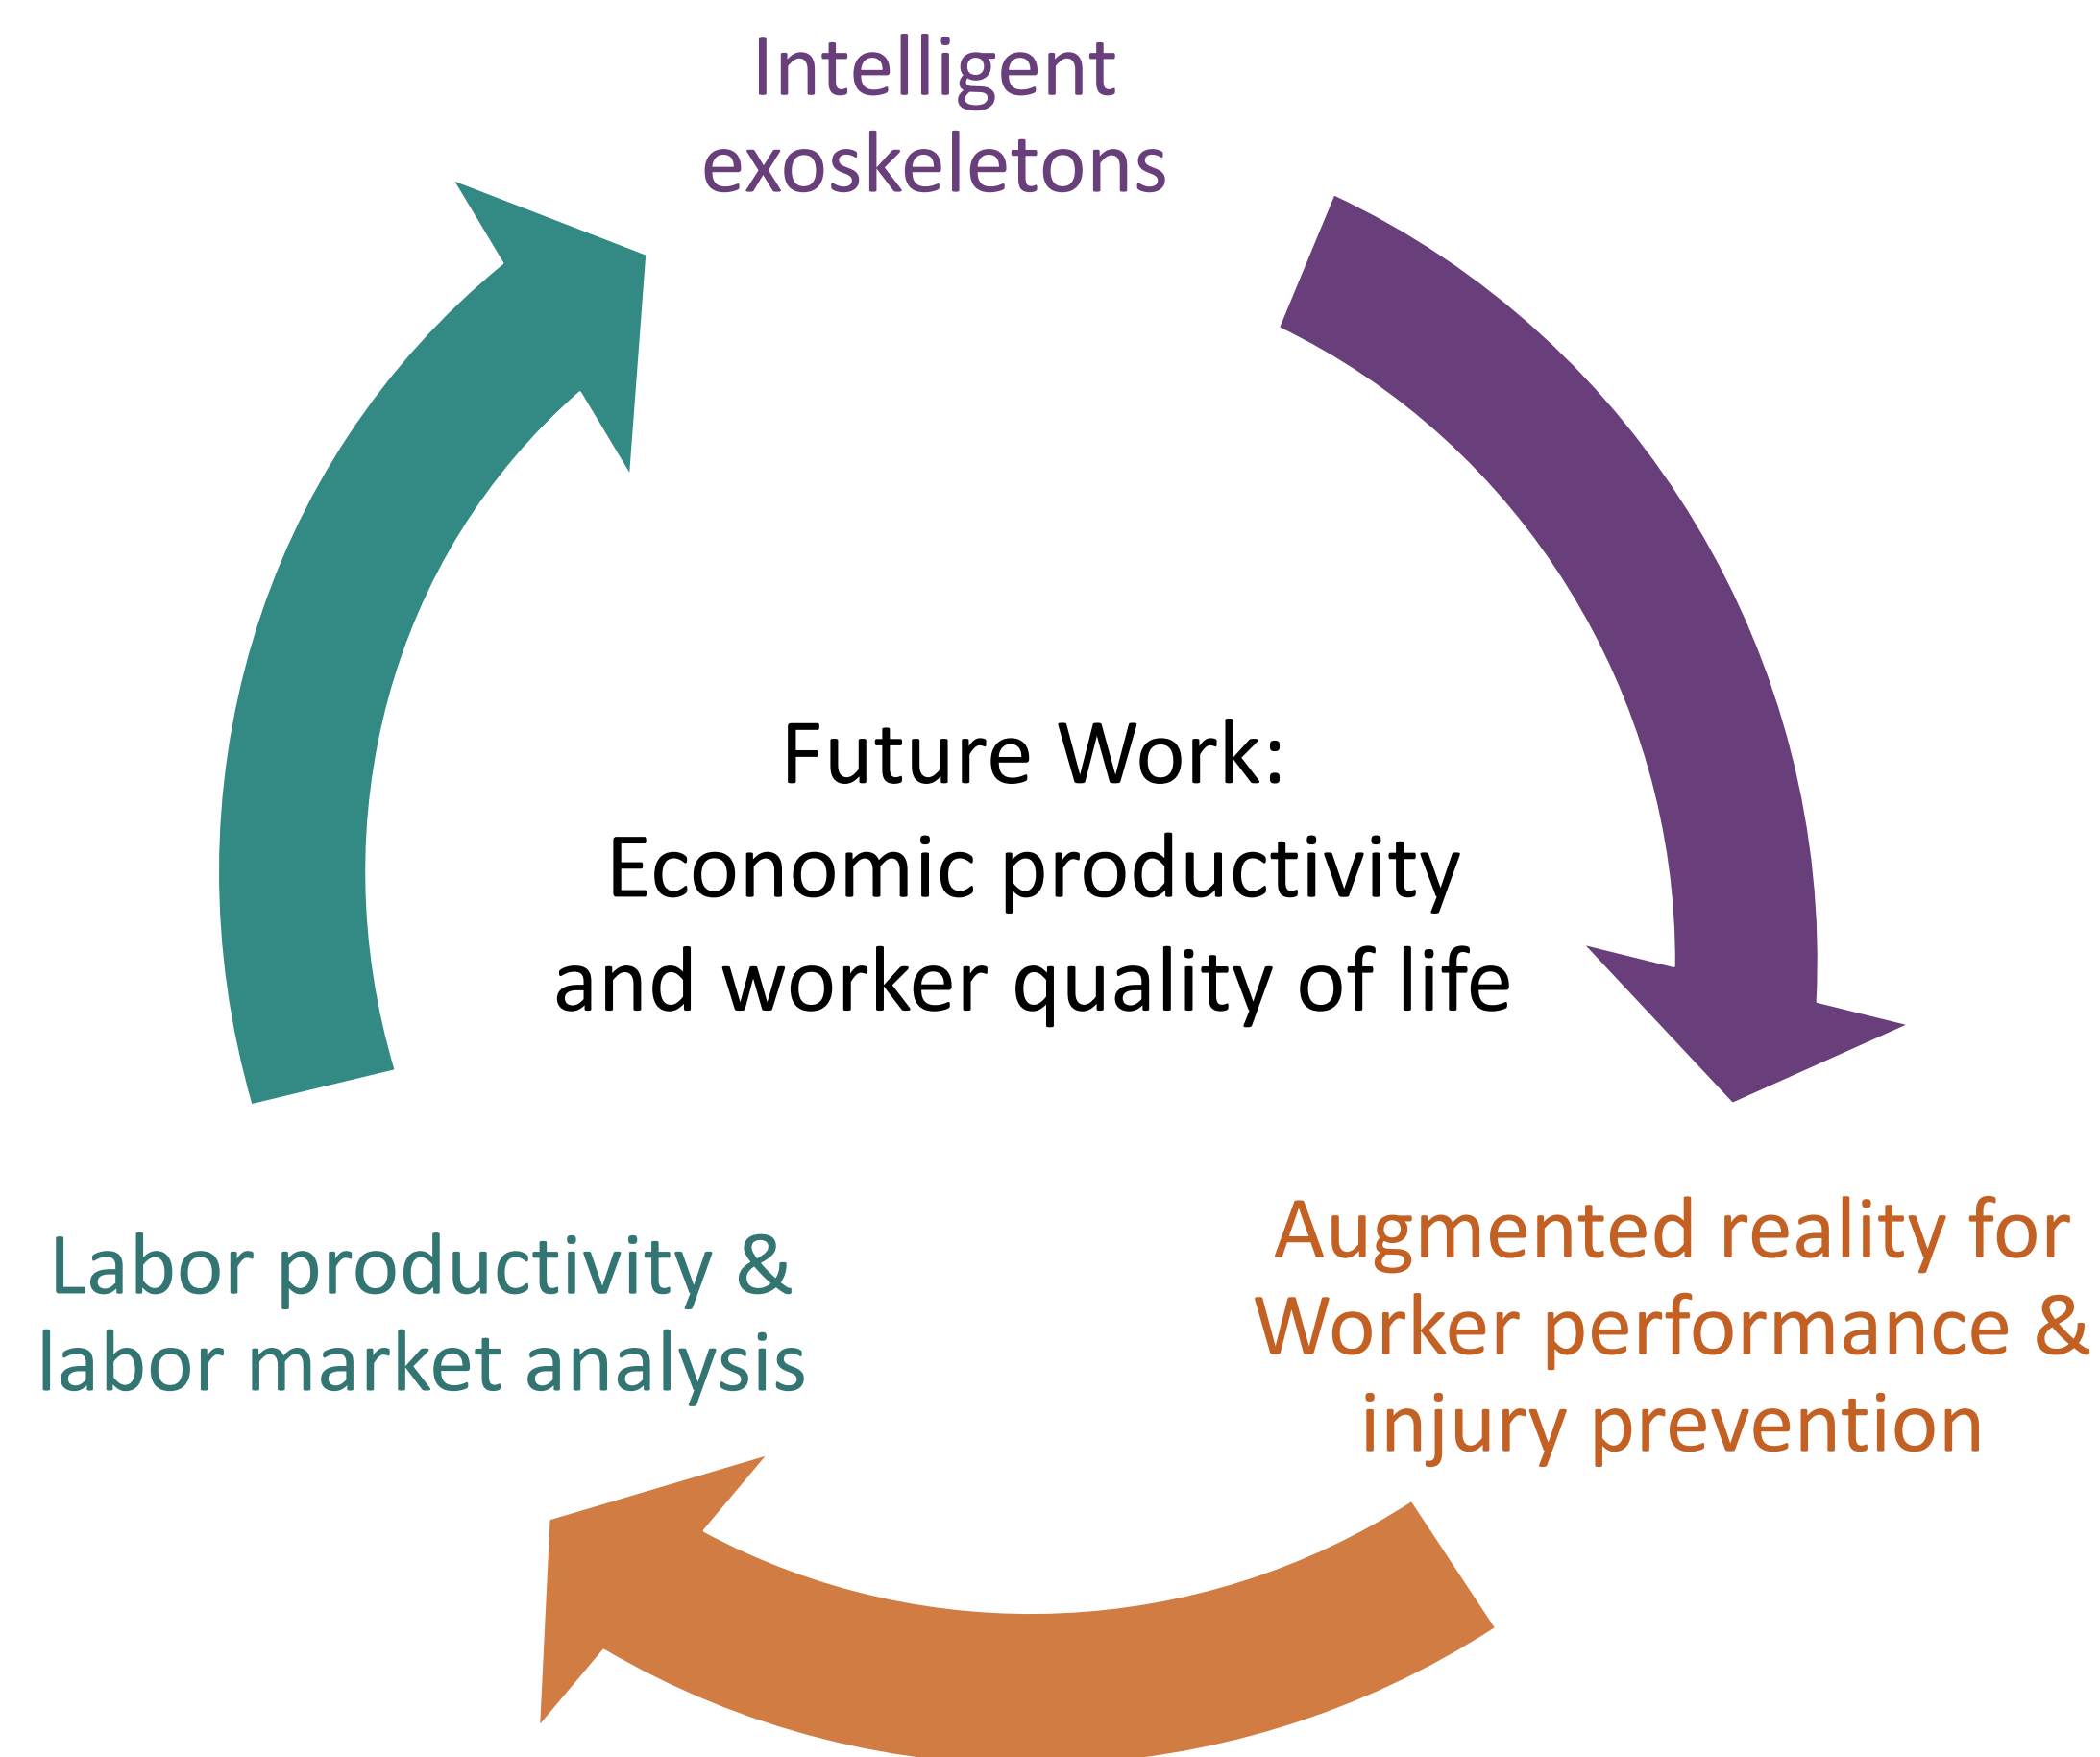 Intelligent
exoskeletons
Future Work:
Economic productivity
and worker quality of life
Labor productivity &
labor market analysis
Augmented reality for
Worker performance &
injury prevention